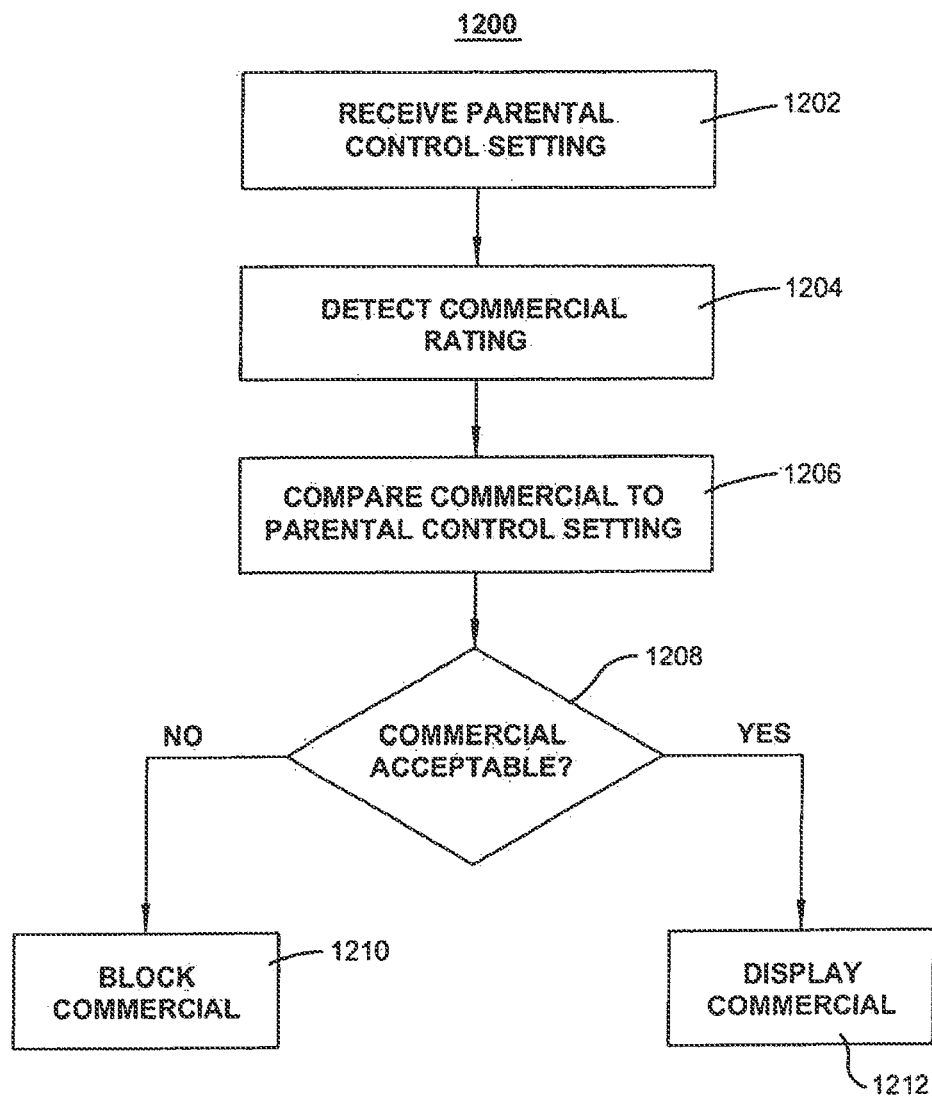 1200
RECEIVE PARENTAL
CONTROL SETTING
1202
DETECT COMMERCIAL
RATING
1204
COMPARE COMMERCIAL TO
PARENTAL CONTROL SETTING
1206
COMMERCIAL
ACCEPTABLE?
1208
NO
YES
BLOCK
COMMERCIAL
1210
DISPLAY
COMMERCIAL
1212